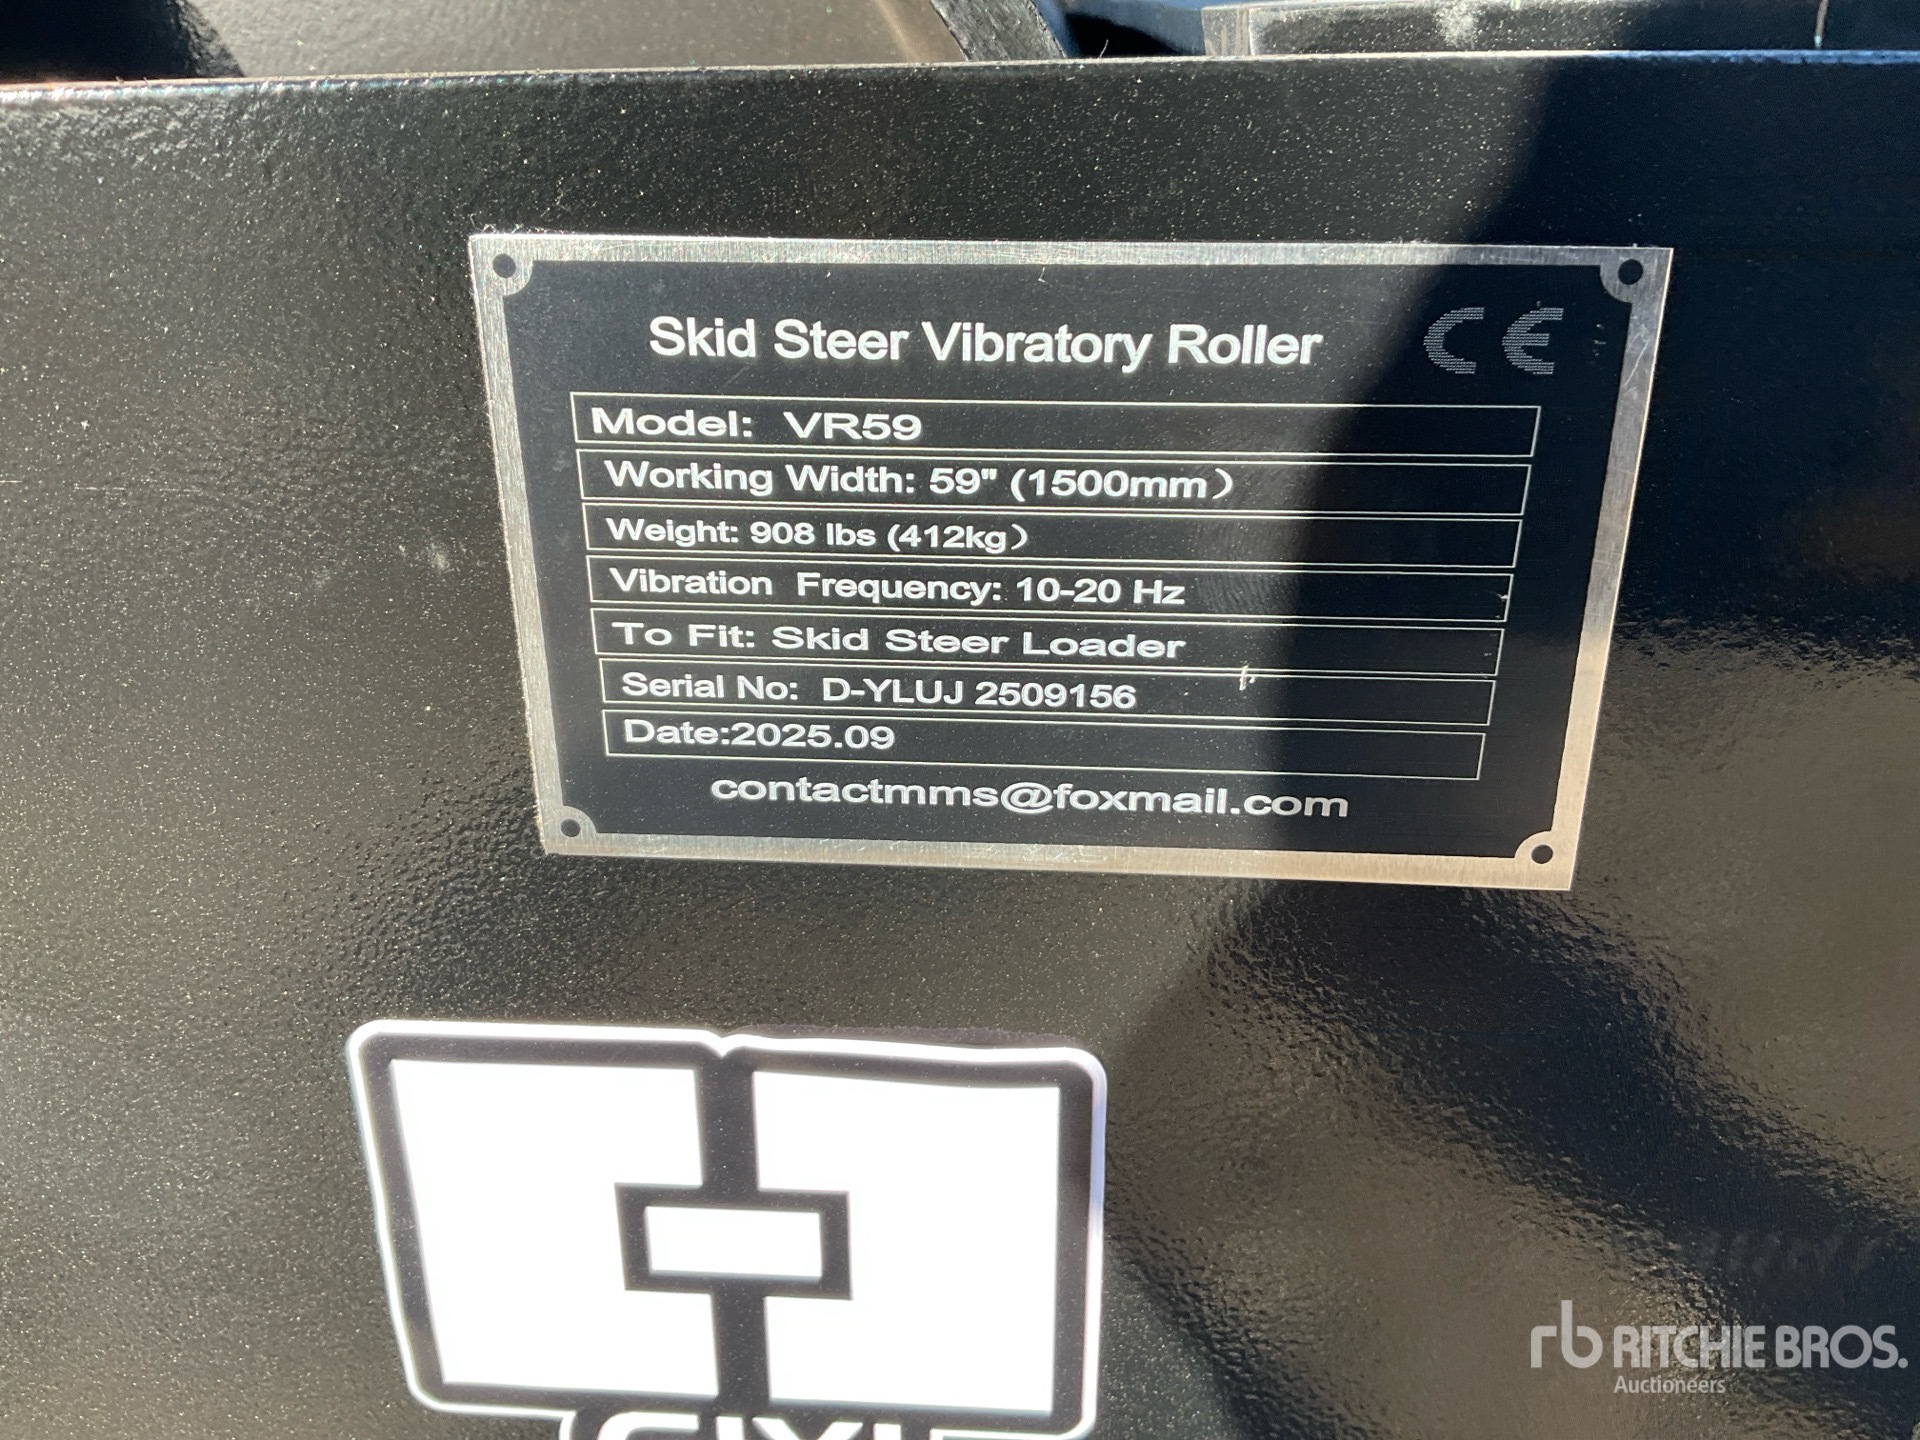 Skid Steer Vibratory Roller CE
Model: VR59
Working Width: 59" (1500mm)
Weight: 908 lbs (412kg)
Vibration Frequency: 10-20 Hz
To Fit: Skid Steer Loader
Serial No: D-YLUJ 2509156
Date:2025.09
contactmms@foxmail.com
rb RITCHIE BROS.
Auctioneers